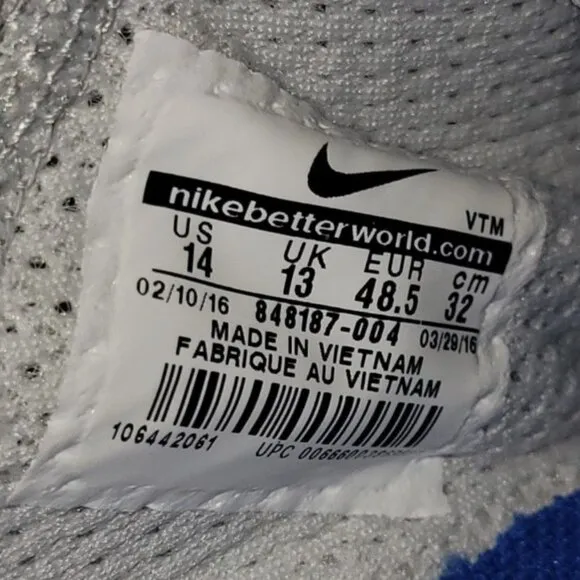 VTM
nikebetterworld.com
US UK EUR cm
14 13 48.5 32
02/10/16 848187-004 03/29/16
MADE IN VIETNAM
FABRIQUE AU VIETNAM
106442061 UPC